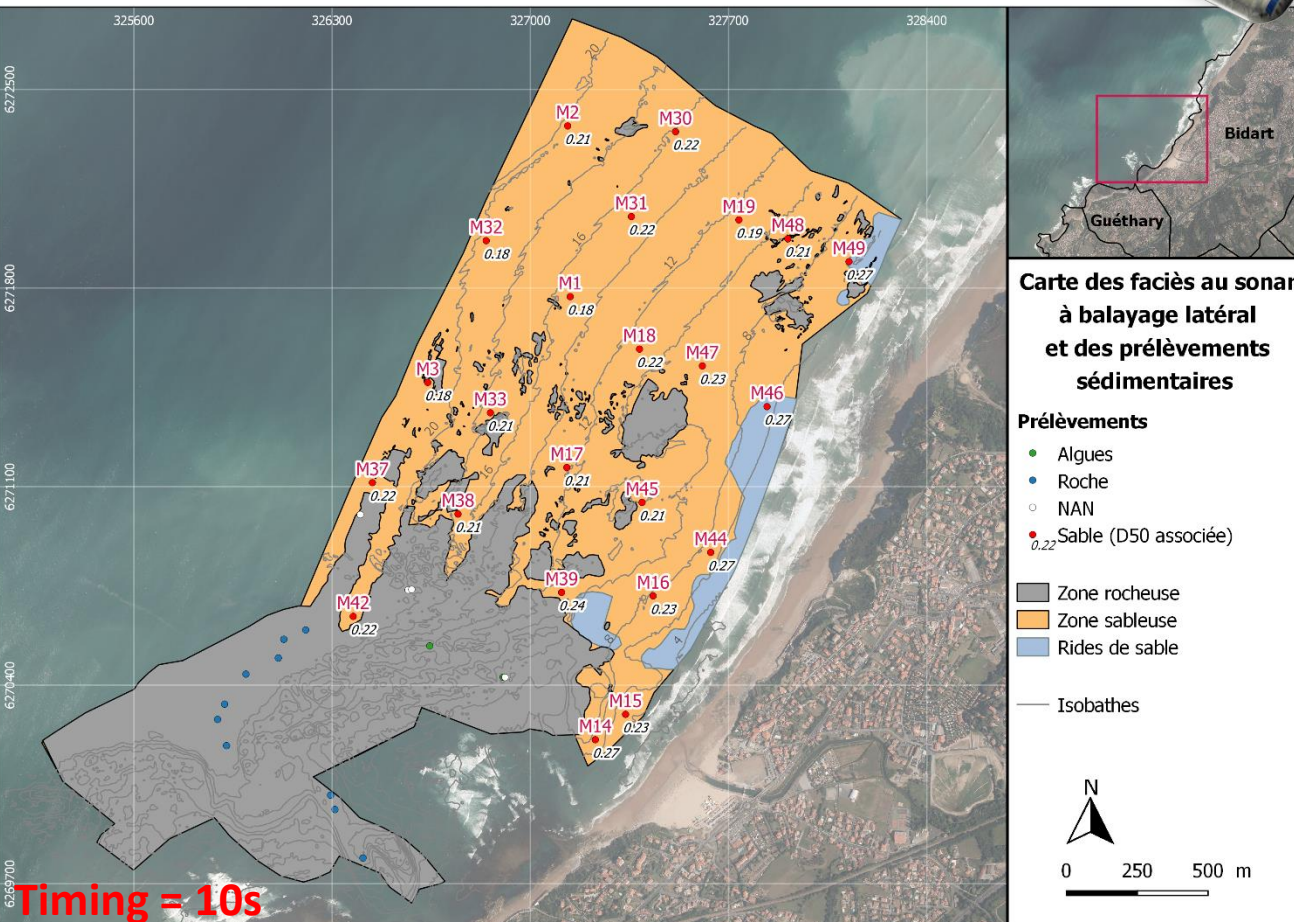 325600
326300
327000
327700
328400
6272500
6271800
6271100
6270400
6269700
20
M2
0.21
M30
0.22
M31
0.22
M19
0.19
M48
0.21
M49
0.27
M32
0.18
16
12
M1
0.18
8
M18
0.22
M47
0.23
M3
0.18
M33
0.21
M46
0.27
20
12
16
M17
0.21
M37
0.22
M38
0.21
M45
0.21
M44
0.27
M39
0.24
M16
0.23
M42
0.22
8
4
M15
0.23
M14
0.27
Timing = 10s
Bidart
Guéthary
Carte des faciès au sonar
à balayage latéral
et des prélèvements
sédimentaires
Prélèvements
Algues
Roche
NAN
0.22 Sable (D50 associée)
Zone rocheuse
Zone sableuse
Rides de sable
Isobathes
N
0 250 500 m